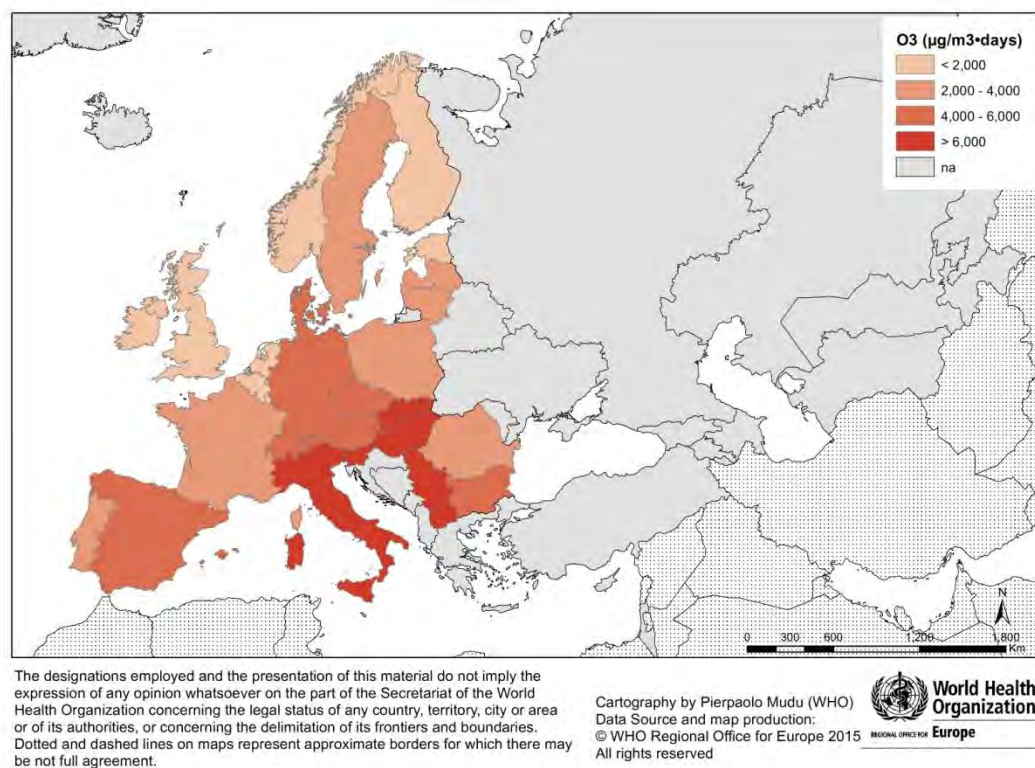 O3 (µg/m3•days)
< 2,000
2,000 - 4,000
4,000 - 6,000
> 6,000
na
N
0 300 600 1,200 1,800
Km
The designations employed and the presentation of this material do not imply the
expression of any opinion whatsoever on the part of the Secretariat of the World
Health Organization concerning the legal status of any country, territory, city or area
or of its authorities, or concerning the delimitation of its frontiers and boundaries.
Dotted and dashed lines on maps represent approximate borders for which there may
be not full agreement.
Cartography by Pierpaolo Mudu (WHO)
Data Source and map production:
© WHO Regional Office for Europe 2015
All rights reserved
World Health
Organization
REGIONAL OFFICE FOR Europe